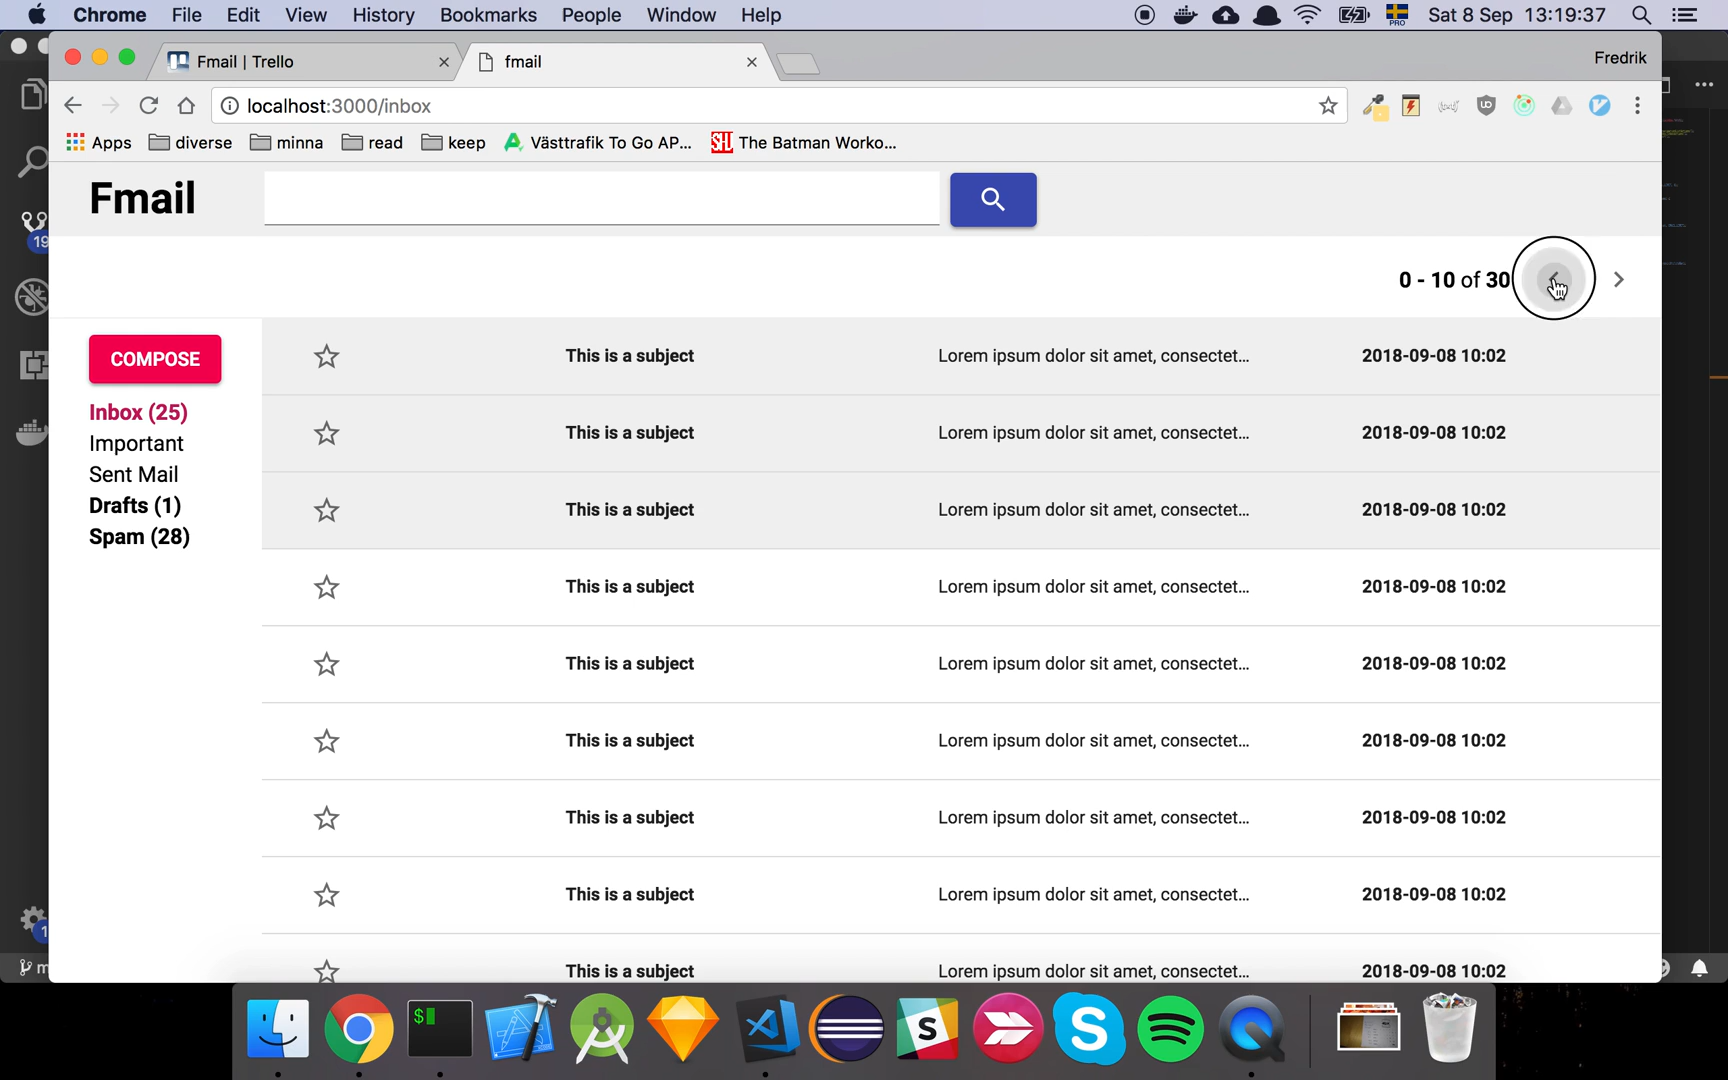 Chrome File Edit View History Bookmarks People Window Help PRO Sat 8 Sep 13:19:37
Fmail | Trello fmail Fredrik
localhost:3000/inbox
Apps diverse minna read keep Västtrafik To Go AP... SHL The Batman Worko...
Fmail
19
0 - 10 of 30
COMPOSE
Inbox (25)
Important
Sent Mail
Drafts (1)
Spam (28)
This is a subject Lorem ipsum dolor sit amet, consectet... 2018-09-08 10:02
This is a subject Lorem ipsum dolor sit amet, consectet... 2018-09-08 10:02
This is a subject Lorem ipsum dolor sit amet, consectet... 2018-09-08 10:02
This is a subject Lorem ipsum dolor sit amet, consectet... 2018-09-08 10:02
This is a subject Lorem ipsum dolor sit amet, consectet... 2018-09-08 10:02
This is a subject Lorem ipsum dolor sit amet, consectet... 2018-09-08 10:02
This is a subject Lorem ipsum dolor sit amet, consectet... 2018-09-08 10:02
This is a subject Lorem ipsum dolor sit amet, consectet... 2018-09-08 10:02
This is a subject Lorem ipsum dolor sit amet, consectet... 2018-09-08 10:02
1
m
$ S